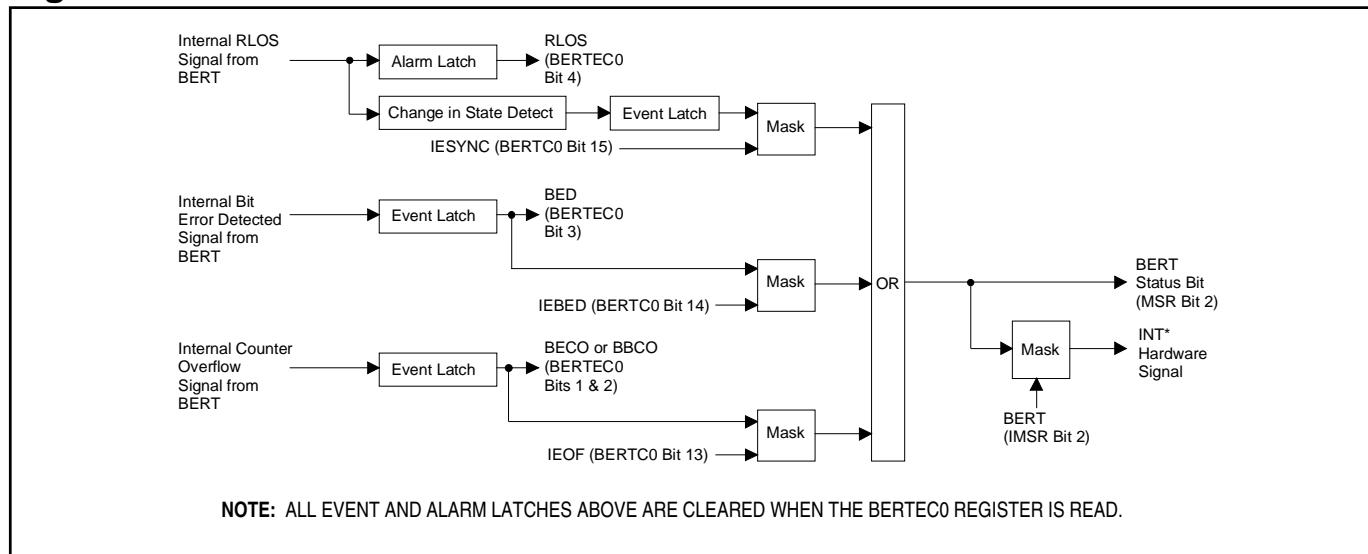 Internal RLOS
Signal from
BERT
Alarm Latch
RLOS
(BERTEC0
Bit 4)
Change in State Detect
Event Latch
Mask
IESYNC (BERTC0 Bit 15)
Internal Bit
Error Detected
Signal from
BERT
Event Latch
BED
(BERTEC0
Bit 3)
Mask
IEBED (BERTC0 Bit 14)
OR
BERT
Status Bit
(MSR Bit 2)
Internal Counter
Overflow
Signal from
BERT
Event Latch
BECO or BBCO
(BERTEC0
Bits 1 & 2)
Mask
INT*
Hardware
Signal
BERT
(IMSR Bit 2)
Mask
IEOF (BERTC0 Bit 13)
NOTE: ALL EVENT AND ALARM LATCHES ABOVE ARE CLEARED WHEN THE BERTEC0 REGISTER IS READ.